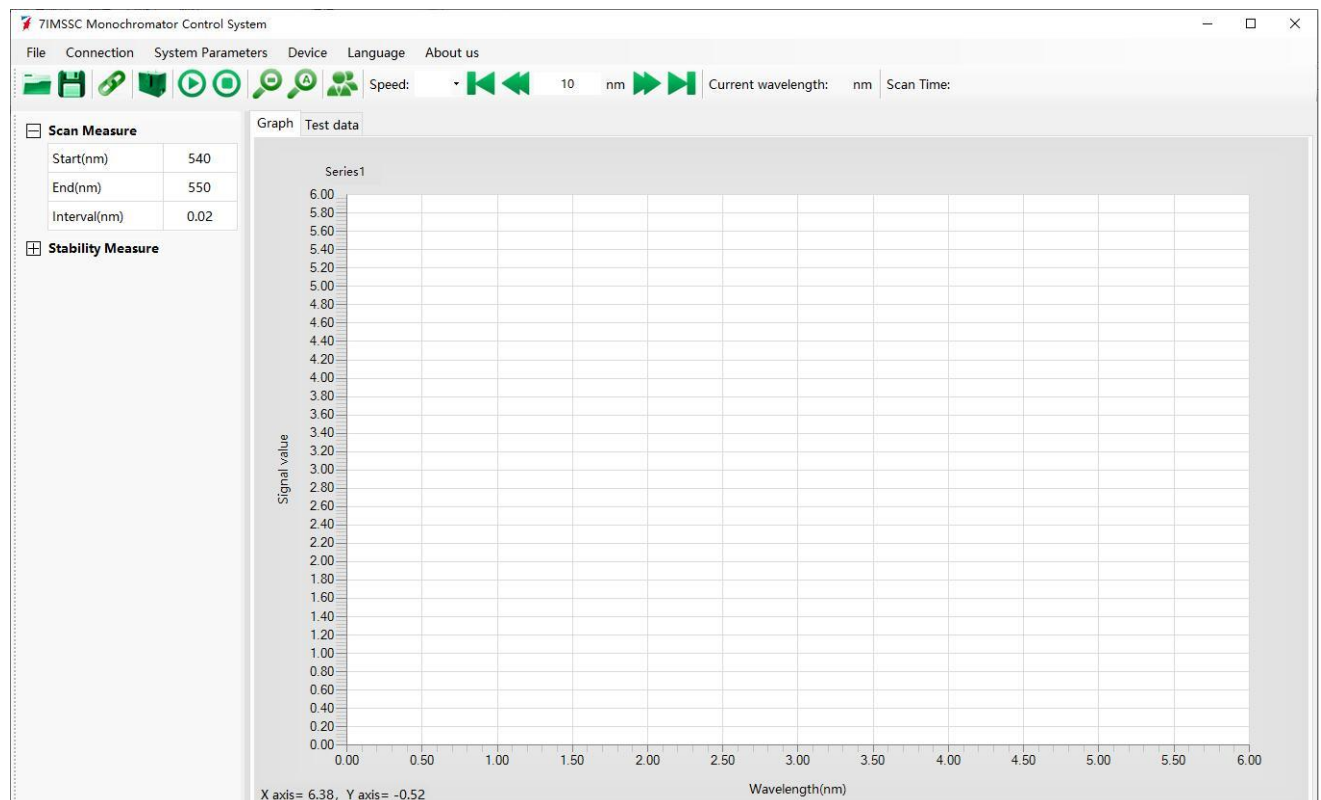 7IMSSC Monochromator Control System
File Connection System Parameters Device Language About us
Speed: 10 nm Current wavelength: nm Scan Time:
Scan Measure
Start(nm) 540
End(nm) 550
Interval(nm) 0.02
Stability Measure
Graph Test data
Series1
6.00
5.80
5.60
5.40
5.20
5.00
4.80
4.60
4.40
4.20
4.00
3.80
3.60
3.40
3.20
3.00
2.80
2.60
2.40
2.20
2.00
1.80
1.60
1.40
1.20
1.00
0.80
0.60
0.40
0.20
0.00
Signal value
0.00 0.50 1.00 1.50 2.00 2.50 3.00 3.50 4.00 4.50 5.00 5.50 6.00
Wavelength(nm)
X axis= 6.38, Y axis= -0.52